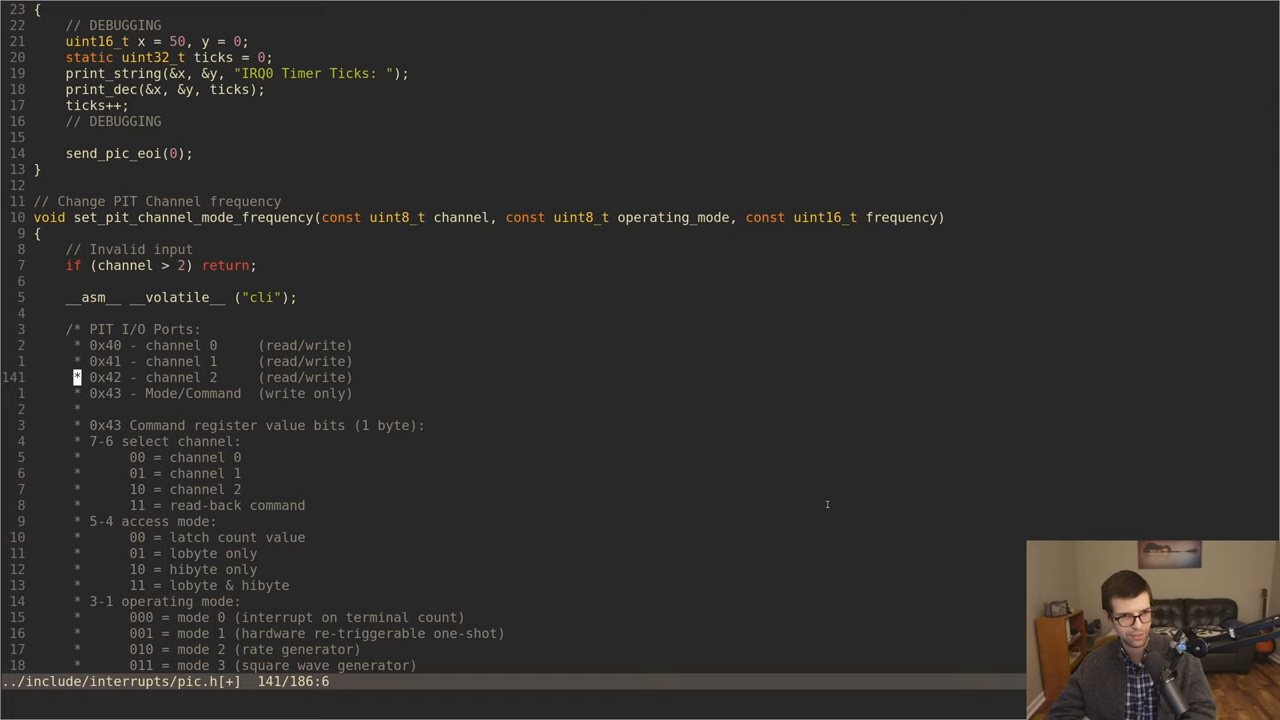 23 {
22     // DEBUGGING
21     uint16_t x = 50, y = 0;
20     static uint32_t ticks = 0;
19     print_string(&x, &y, "IRQ0 Timer Ticks: ");
18     print_dec(&x, &y, ticks);
17     ticks++;
16     // DEBUGGING
15
14     send_pic_eoi(0);
13 }
12
11 // Change PIT Channel frequency
10 void set_pit_channel_mode_frequency(const uint8_t channel, const uint8_t operating_mode, const uint16_t frequency)
9 {
8     // Invalid input
7     if (channel > 2) return;
6
5     __asm__ __volatile__ ("cli");
4
3     /* PIT I/O Ports:
2      * 0x40 - channel 0     (read/write)
1      * 0x41 - channel 1     (read/write)
141      * 0x42 - channel 2     (read/write)
1      * 0x43 - Mode/Command  (write only)
2      *
3      * 0x43 Command register value bits (1 byte):
4      * 7-6 select channel:
5      *      00 = channel 0
6      *      01 = channel 1
7      *      10 = channel 2
8      *      11 = read-back command
9      * 5-4 access mode:
10      *      00 = latch count value
11      *      01 = lobyte only
12      *      10 = hibyte only
13      *      11 = lobyte & hibyte
14      * 3-1 operating mode:
15      *      000 = mode 0 (interrupt on terminal count)
16      *      001 = mode 1 (hardware re-triggerable one-shot)
17      *      010 = mode 2 (rate generator)
18      *      011 = mode 3 (square wave generator)
../include/interrupts/pic.h[+]  141/186:6